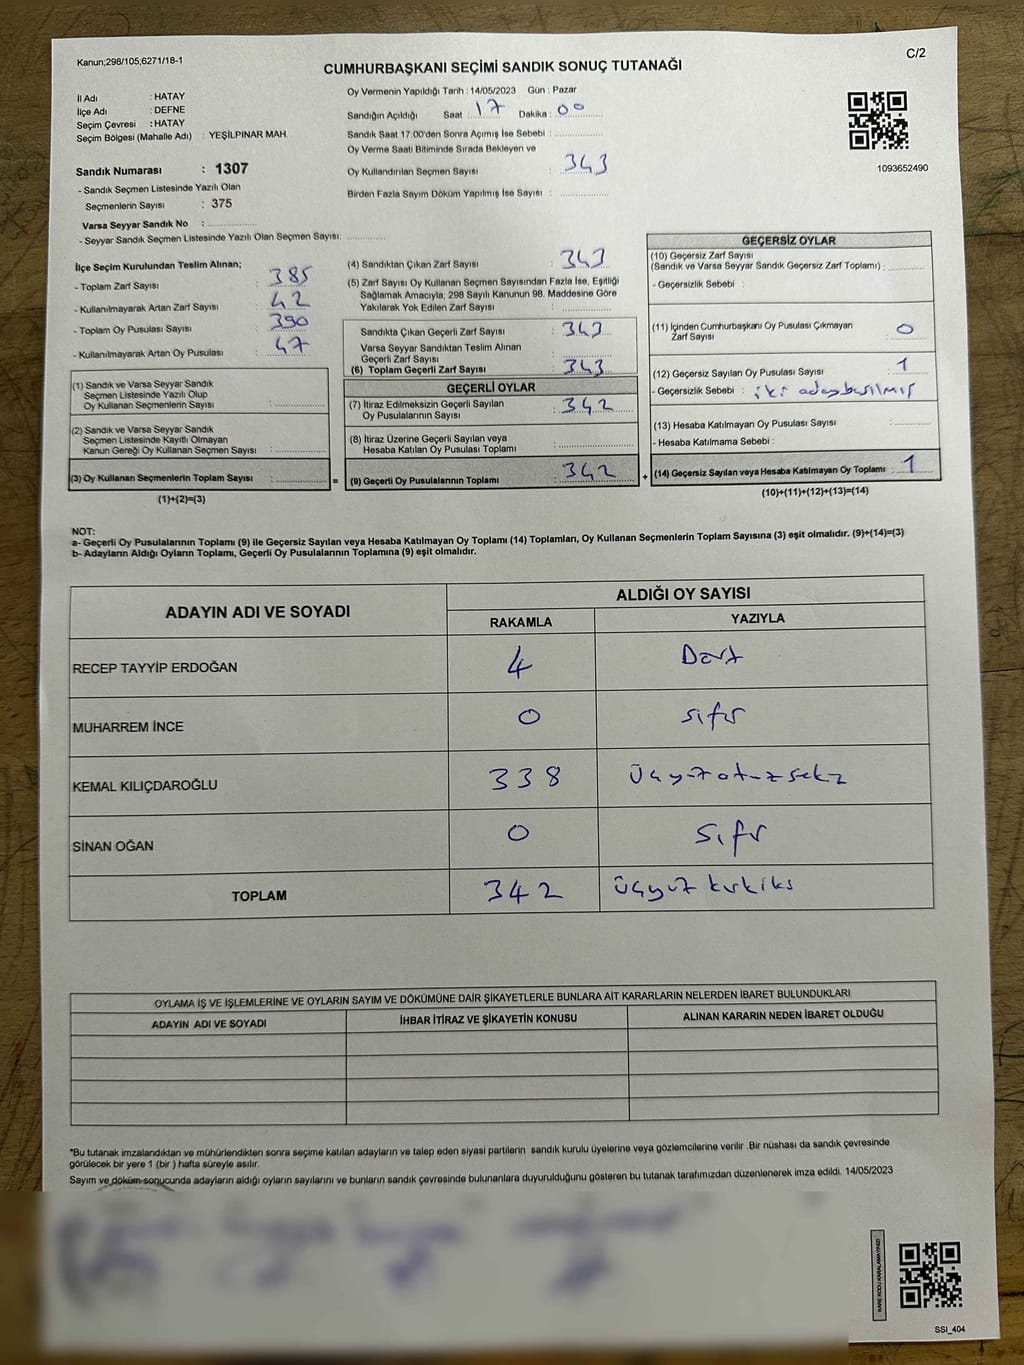 Kanun;298/105;6271/18-1
C/2
CUMHURBAŞKANI SEÇİMİ SANDIK SONUÇ TUTANAĞI
İl Adı : HATAY
İlçe Adı : DEFNE
Seçim Çevresi : HATAY
Seçim Bölgesi (Mahalle Adı) : YEŞİLPINAR MAH.
Sandık Numarası : 1307
- Sandık Seçmen Listesinde Yazılı Olan
Seçmenlerin Sayısı : 375
Varsa Seyyar Sandık No :
- Seyyar Sandık Seçmen Listesinde Yazılı Olan Seçmen Sayısı:
Oy Vermenin Yapıldığı Tarih : 14/05/2023 Gün : Pazar
Sandığın Açıldığı Saat : 17 Dakika : 00
Sandık Saat 17.00'den Sonra Açımış İse Sebebi :
Oy Verme Saati Bitiminde Sırada Bekleyen ve
Oy Kullandırılan Seçmen Sayısı : 343
Birden Fazla Sayım Döküm Yapılmış İse Sayısı :
1093652490
İlçe Seçim Kurulundan Teslim Alınan;
- Toplam Zarf Sayısı : 385
- Kullanılmayarak Artan Zarf Sayısı : 42
- Toplam Oy Pusulası Sayısı : 390
- Kullanılmayarak Artan Oy Pusulası : 47
(1) Sandık ve Varsa Seyyar Sandık
Seçmen Listesinde Yazılı Olup
Oy Kullanan Seçmenlerin Sayısı :
(2) Sandık ve Varsa Seyyar Sandık
Seçmen Listesinde Kayıtlı Olmayan
Kanun Gereği Oy Kullanan Seçmen Sayısı :
(3) Oy Kullanan Seçmenlerin Toplam Sayısı :
(1)+(2)=(3)
=
(4) Sandıktan Çıkan Zarf Sayısı : 343
(5) Zarf Sayısı Oy Kullanan Seçmen Sayısından Fazla İse, Eşitliği
Sağlamak Amacıyla; 298 Sayılı Kanunun 98. Maddesine Göre
Yakılarak Yok Edilen Zarf Sayısı :
Sandıkta Çıkan Geçerli Zarf Sayısı : 343
Varsa Seyyar Sandıktan Teslim Alınan
Geçerli Zarf Sayısı :
(6) Toplam Geçerli Zarf Sayısı : 343
GEÇERLİ OYLAR
(7) İtiraz Edilmeksizin Geçerli Sayılan
Oy Pusulalarının Sayısı : 342
(8) İtiraz Üzerine Geçerli Sayılan veya
Hesaba Katılan Oy Pusulası Toplamı :
(9) Geçerli Oy Pusulalarının Toplamı : 342
+
GEÇERSİZ OYLAR
(10) Geçersiz Zarf Sayısı
(Sandık ve Varsa Seyyar Sandık Geçersiz Zarf Toplamı) :
- Geçersizlik Sebebi :
(11) İçinden Cumhurbaşkanı Oy Pusulası Çıkmayan
Zarf Sayısı : 0
(12) Geçersiz Sayılan Oy Pusulası Sayısı : 1
- Geçersizlik Sebebi : iki aday basılmış
(13) Hesaba Katılmayan Oy Pusulası Sayısı :
- Hesaba Katılmama Sebebi :
(14) Geçersiz Sayılan veya Hesaba Katılmayan Oy Toplamı : 1
(10)+(11)+(12)+(13)=(14)
NOT:
a- Geçerli Oy Pusulalarının Toplamı (9) ile Geçersiz Sayılan veya Hesaba Katılmayan Oy Toplamı (14) Toplamları, Oy Kullanan Seçmenlerin Toplam Sayısına (3) eşit olmalıdır. (9)+(14)=(3)
b- Adayların Aldığı Oyların Toplamı, Geçerli Oy Pusulalarının Toplamına (9) eşit olmalıdır.
ADAYIN ADI VE SOYADI ALDIĞI OY SAYISI
RAKAMLA YAZIYLA
RECEP TAYYİP ERDOĞAN 4 Dört
MUHARREM İNCE 0 sıfır
KEMAL KILIÇDAROĞLU 338 Üçyüzotuzsekiz
SİNAN OĞAN 0 Sıfır
TOPLAM 342 Üçyüz kırkiki
OYLAMA İŞ VE İŞLEMLERİNE VE OYLARIN SAYIM VE DÖKÜMÜNE DAİR ŞİKAYETLERLE BUNLARA AİT KARARLARIN NELERDEN İBARET BULUNDUKLARI
ADAYIN ADI VE SOYADI İHBAR İTİRAZ VE ŞİKAYETİN KONUSU ALINAN KARARIN NEDEN İBARET OLDUĞU
*Bu tutanak imzalandıktan ve mühürlendikten sonra seçime katılan adayların ve talep eden siyasi partilerin sandık kurulu üyelerine veya gözlemcilerine verilir .Bir nüshası da sandık çevresinde
görülecek bir yere 1 (bir ) hafta süreyle asılır.
Sayım ve döküm sonucunda adayların aldığı oyların sayılarını ve bunların sandık çevresinde bulunanlara duyurulduğunu gösteren bu tutanak tarafımızdan düzenlenerek imza edildi. 14/05/2023
KARE KODU KARALAMAYINIZ!
SSI_404